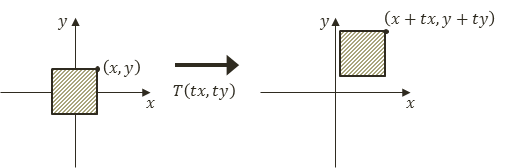 y
(x, y)
x
T(tx, ty)
y
(x + tx, y + ty)
x